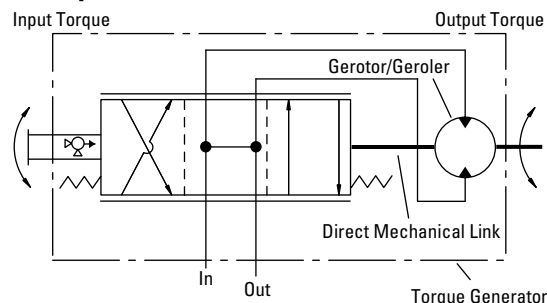 Input Torque
Output Torque
Gerotor/Geroler
Direct Mechanical Link
In
Out
Torque Generator